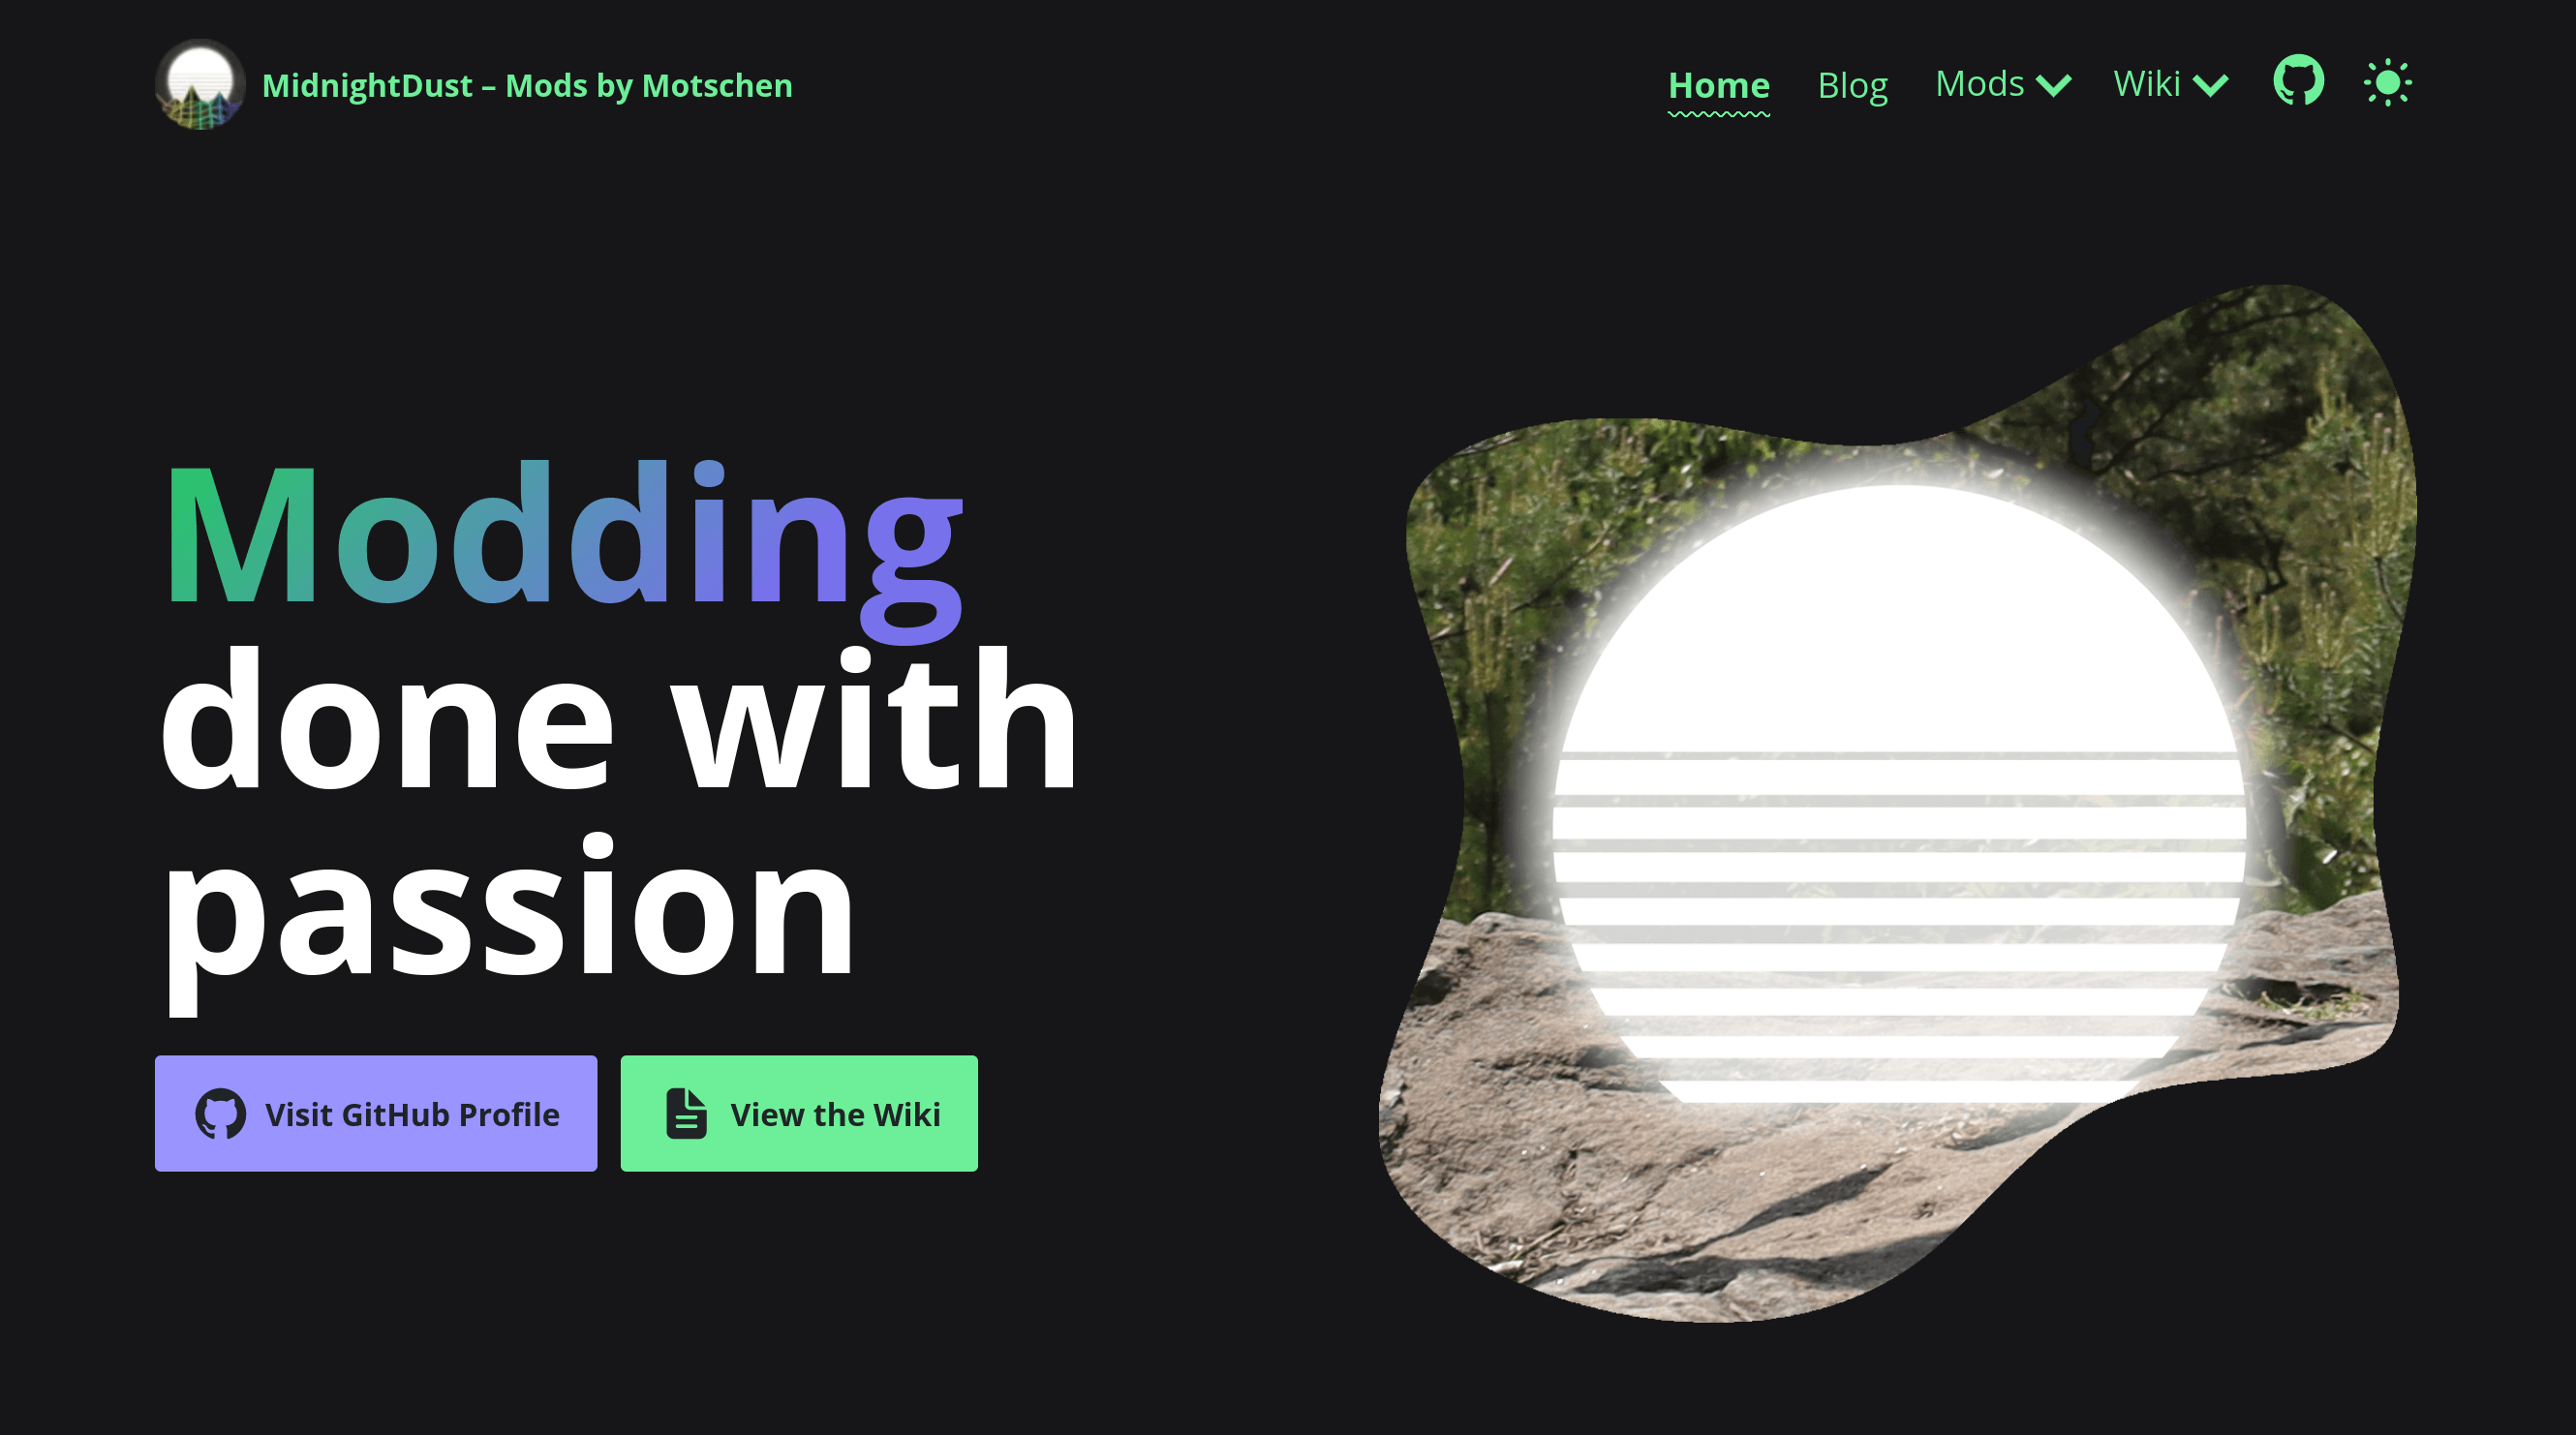 MidnightDust – Mods by Motschen
Home Blog Mods Wiki
Modding
done with
passion
Visit GitHub Profile
View the Wiki